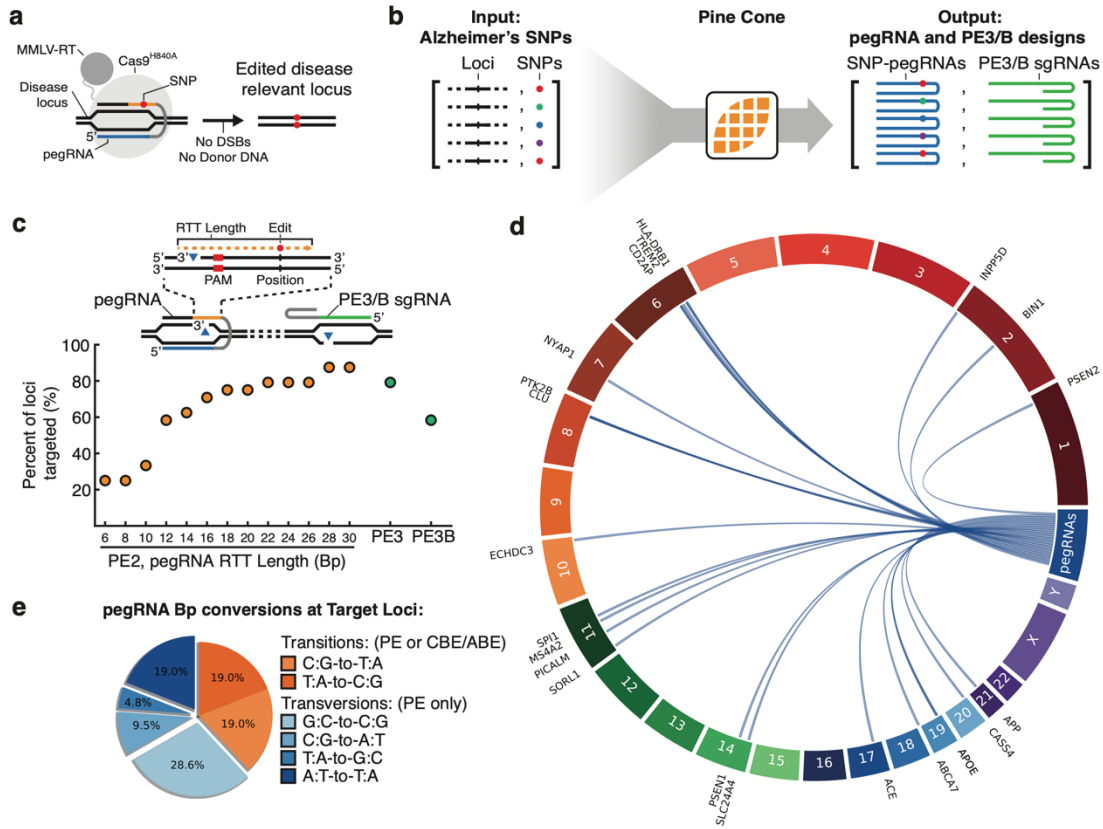 a
MMLV-RT
Cas9H840A
SNP
Disease
locus
5’
pegRNA
No DSBs
No Donor DNA
Edited disease
relevant locus
b
Input:
Alzheimer’s SNPs
Loci
SNPs
, 
,
,
,
,
Pine Cone
Output:
pegRNA and PE3/B designs
SNP-pegRNAs
PE3/B sgRNAs
,
,
,
,
,
c
RTT Length
Edit
5’
3’
3’
3’
5’
PAM
Position
pegRNA
PE3/B sgRNA
3’
5’
5’
Percent of loci
targeted (%)
100
80
60
40
20
6 8 10 12 14 16 18 20 22 24 26 28 30
PE3 PE3B
PE2, pegRNA RTT Length (Bp)
d
HLA-DRB1
TREM2
CD2AP
INPP5D
BIN1
PSEN2
NYAP1
PTK2B
CLU
ECHDC3
SPI1
MS4A2
PICALM
SORL1
PSEN1
SLC24A4
ACE
ABCA7
APOE
CASS4
APP
1
2
3
4
5
6
7
8
9
10
11
12
13
14
15
16
17
18
19
20
21
22
X
Y
pegRNAs
e
pegRNA Bp conversions at Target Loci:
19.0%
19.0%
19.0%
4.8%
9.5%
28.6%
Transitions: (PE or CBE/ABE)
C:G-to-T:A
T:A-to-C:G
Transversions: (PE only)
G:C-to-C:G
C:G-to-A:T
T:A-to-G:C
A:T-to-T:A